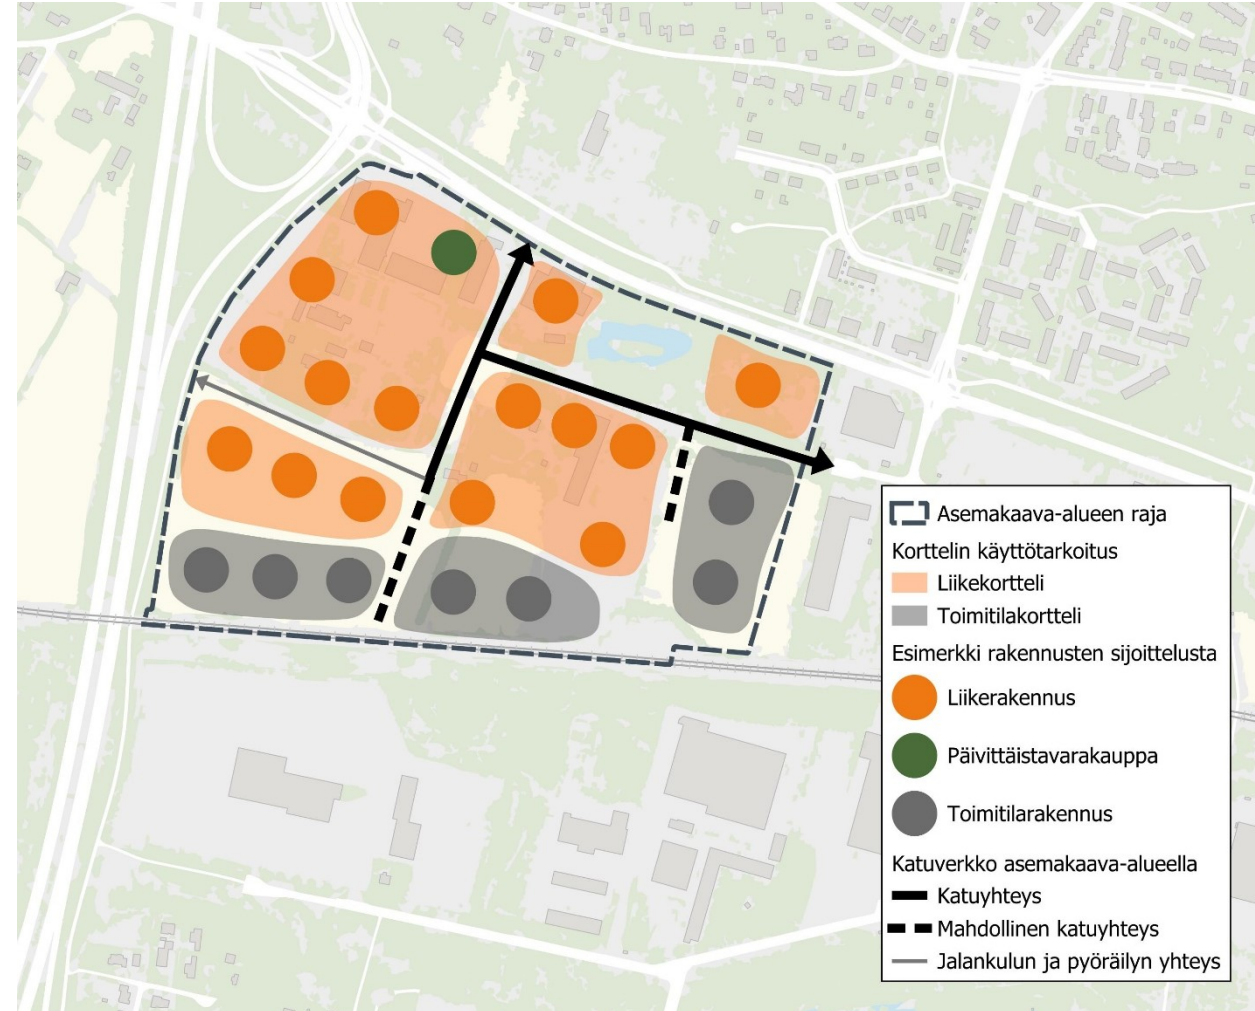 Asemakaava-alueen raja
Korttelin käyttötarkoitus
Liikekortteli
Toimitilakortteli
Esimerkki rakennusten sijoittelusta
Liikerakennus
Päivittäistavarakauppa
Toimitilarakennus
Katuverkko asemakaava-alueella
Katuyhteys
Mahdollinen katuyhteys
Jalankulun ja pyöräilyn yhteys